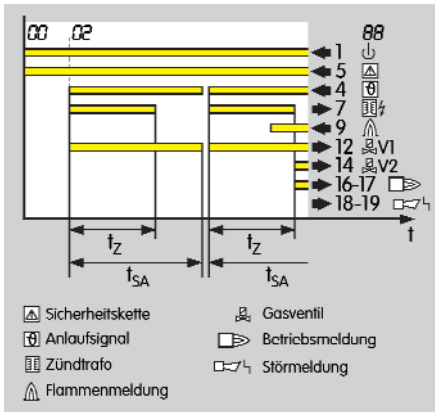 00 02 88
1
5
4
7
9
12 V1
14 V2
16-17
18-19
t
tZ tZ
tSA tSA
Sicherheitskette
Anlaufsignal
Zündtrafo
Flammenmeldung
Gasventil
Betriebsmeldung
Störmeldung